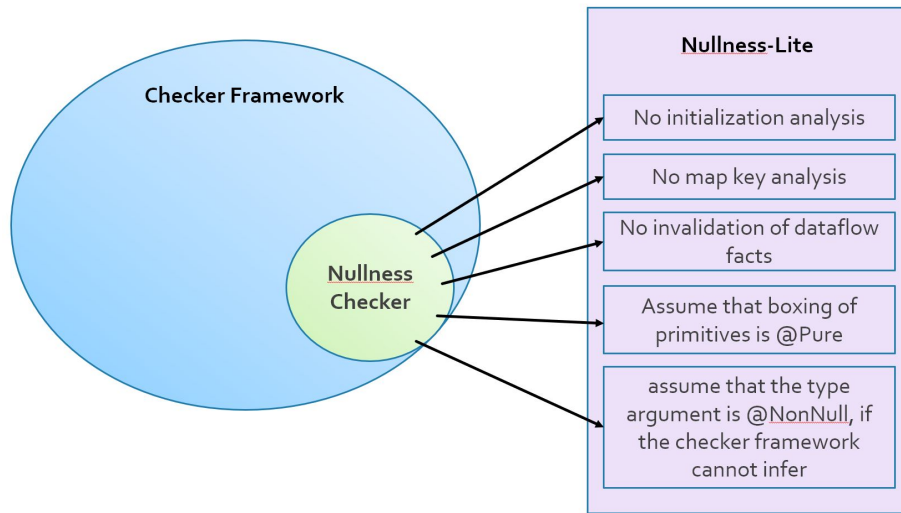 Checker Framework
Nullness
Checker
Nullness-Lite
No initialization analysis
No map key analysis
No invalidation of dataflow
facts
Assume that boxing of
primitives is @Pure
assume that the type
argument is @NonNull, if
the checker framework
cannot infer